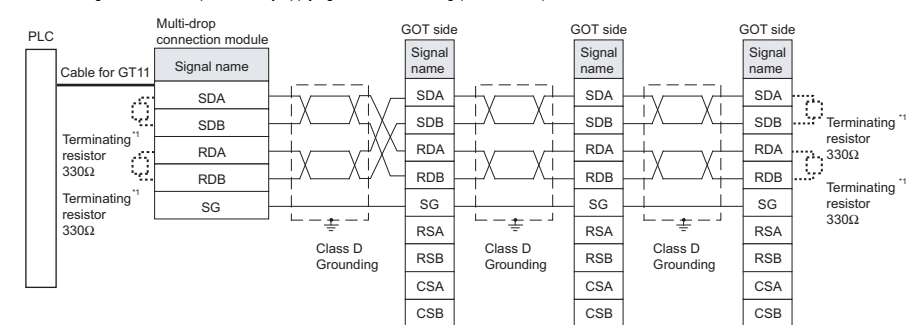 PLC
Multi-drop
connection module
Cable for GT11
Signal name
SDA
SDB
RDA
RDB
SG
Terminating *1
resistor
330Ω
Terminating *1
resistor
330Ω
Class D
Grounding
GOT side
Signal
name
SDA
SDB
RDA
RDB
SG
RSA
RSB
CSA
CSB
Class D
Grounding
GOT side
Signal
name
SDA
SDB
RDA
RDB
SG
RSA
RSB
CSA
CSB
Class D
Grounding
GOT side
Signal
name
SDA
SDB
RDA
RDB
SG
RSA
RSB
CSA
CSB
Terminating *1
resistor
330Ω
Terminating *1
resistor
330Ω